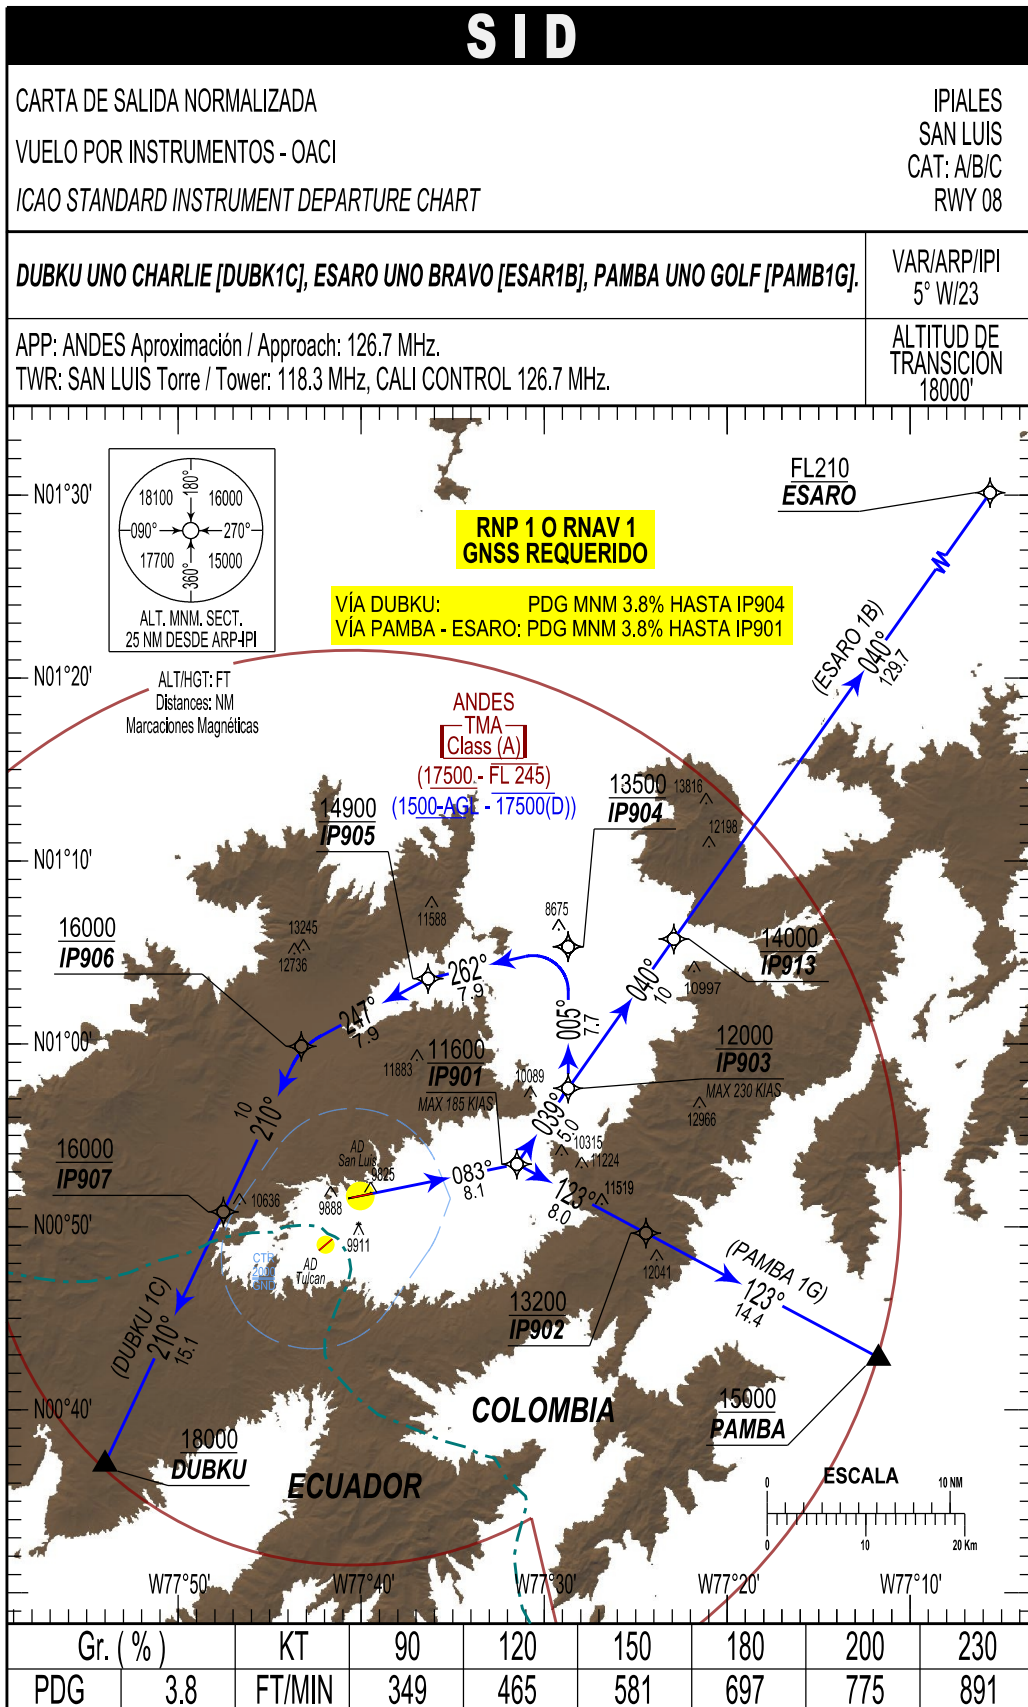 SID
CARTA DE SALIDA NORMALIZADA
VUELO POR INSTRUMENTOS - OACI
ICAO STANDARD INSTRUMENT DEPARTURE CHART
IPIALES
SAN LUIS
CAT: A/B/C
RWY 08
DUBKU UNO CHARLIE [DUBK1C], ESARO UNO BRAVO [ESAR1B], PAMBA UNO GOLF [PAMB1G].
VAR/ARP/IPI
5° W/23
APP: ANDES Aproximación / Approach: 126.7 MHz.
TWR: SAN LUIS Torre / Tower: 118.3 MHz, CALI CONTROL 126.7 MHz.
ALTITUD DE
TRANSICIÓN
18000'
N01°30'
18100
180°
16000
090°
270°
17700
360°
15000
ALT. MNM. SECT.
25 NM DESDE ARP-IPI
FL210
ESARO
RNP 1 O RNAV 1
GNSS REQUERIDO
VÍA DUBKU: PDG MNM 3.8% HASTA IP904
VÍA PAMBA - ESARO: PDG MNM 3.8% HASTA IP901
(ESARO 1B)
040°
129.7
N01°20'
ALT/HGT: FT
Distances: NM
Marcaciones Magnéticas
ANDES
TMA
Class (A)
(17500 - FL 245)
(1500-AGL - 17500(D))
14900
IP905
13500
IP904
13816
12198
N01°10'
11588
8675
13245
12736
16000
IP906
14000
IP913
10997
262°
7.9
247°
7.9
040°
10
005°
7.7
N01°00'
11883
11600
IP901
MAX 185 KIAS
10089
12000
IP903
MAX 230 KIAS
12966
10
210°
039°
5.0
10315
11224
16000
IP907
AD
San Luis
9825
083°
8.1
123°
8.0
11519
10636
9888
9911
N00°50'
AD
Tulcan
CTR
2000
GND
12041
(PAMBA 1G)
123°
14.4
13200
IP902
(DUBKU 1C)
210°
15.1
N00°40'
COLOMBIA
15000
PAMBA
18000
DUBKU
ECUADOR
ESCALA
0 10 NM
0 10 20 Km
W77°50' W77°40' W77°30' W77°20' W77°10'
Gr. ( % ) KT 90 120 150 180 200 230
PDG 3.8 FT/MIN 349 465 581 697 775 891